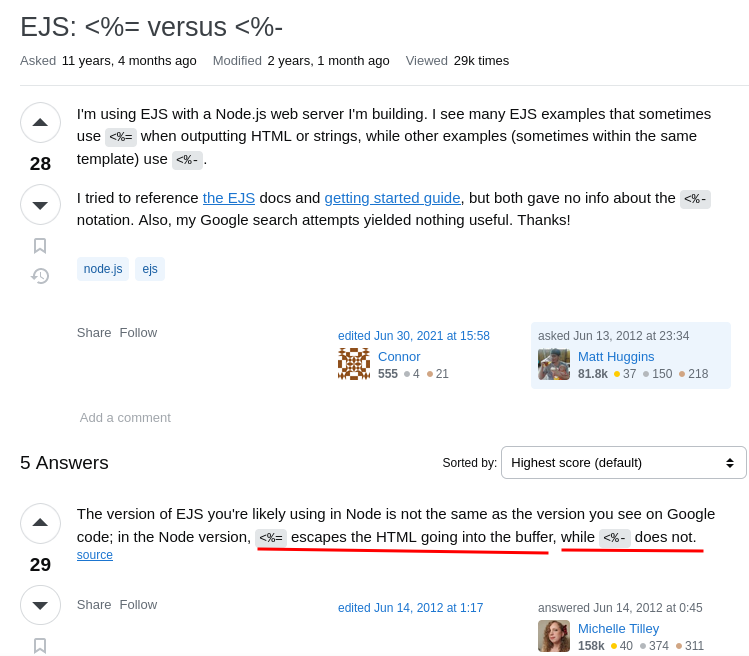 EJS: <%= versus <%-
Asked 11 years, 4 months ago Modified 2 years, 1 month ago Viewed 29k times
I'm using EJS with a Node.js web server I'm building. I see many EJS examples that sometimes
use <%= when outputting HTML or strings, while other examples (sometimes within the same
template) use <%- .
28
I tried to reference the EJS docs and getting started guide, but both gave no info about the <%-
notation. Also, my Google search attempts yielded nothing useful. Thanks!
node.js ejs
Share Follow
edited Jun 30, 2021 at 15:58
Connor
555 4 21
asked Jun 13, 2012 at 23:34
Matt Huggins
81.8k 37 150 218
Add a comment
5 Answers
Sorted by: Highest score (default)
The version of EJS you're likely using in Node is not the same as the version you see on Google
code; in the Node version, <%= escapes the HTML going into the buffer, while <%- does not.
source
29
Share Follow
edited Jun 14, 2012 at 1:17
answered Jun 14, 2012 at 0:45
Michelle Tilley
158k 40 374 311